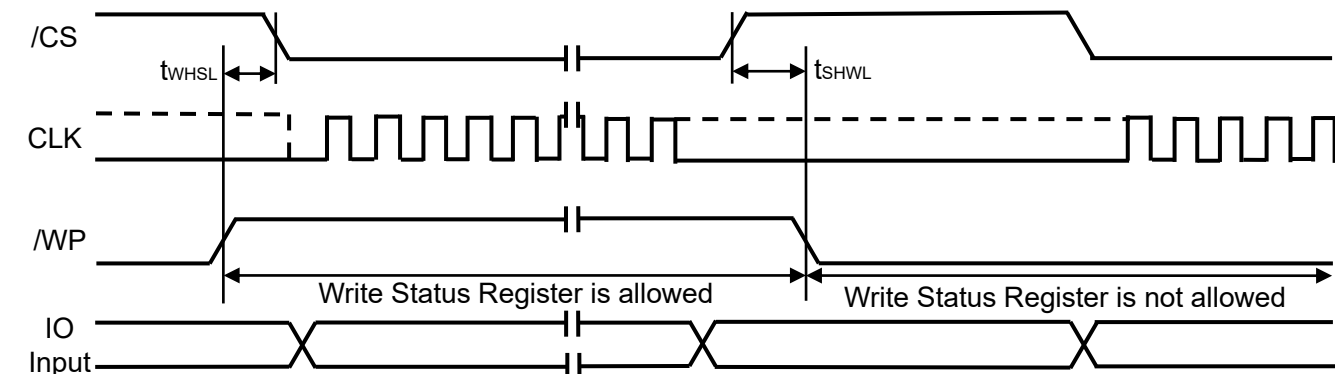 /CS
tWHSL
tSHWL
CLK
/WP
Write Status Register is allowed
Write Status Register is not allowed
IO
Input